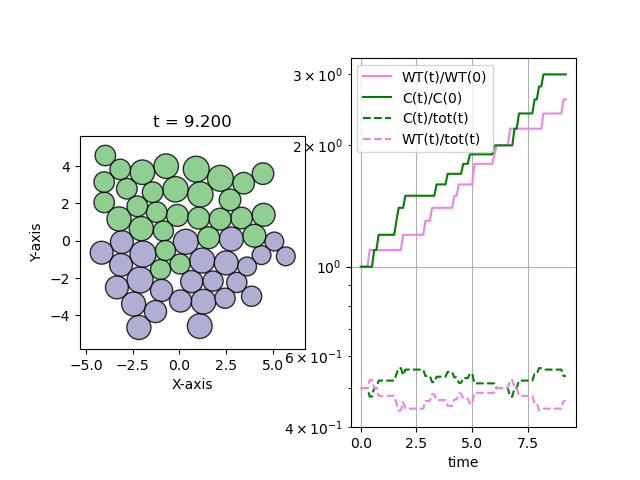 t = 9.200
Y-axis
4
2
0
−2
−4
−5.0 −2.5 0.0 2.5 5.0
X-axis
3 × 10⁰
2 × 10⁰
10⁰
6 × 10⁻¹
4 × 10⁻¹
WT(t)/WT(0)
C(t)/C(0)
C(t)/tot(t)
WT(t)/tot(t)
0.0 2.5 5.0 7.5
time